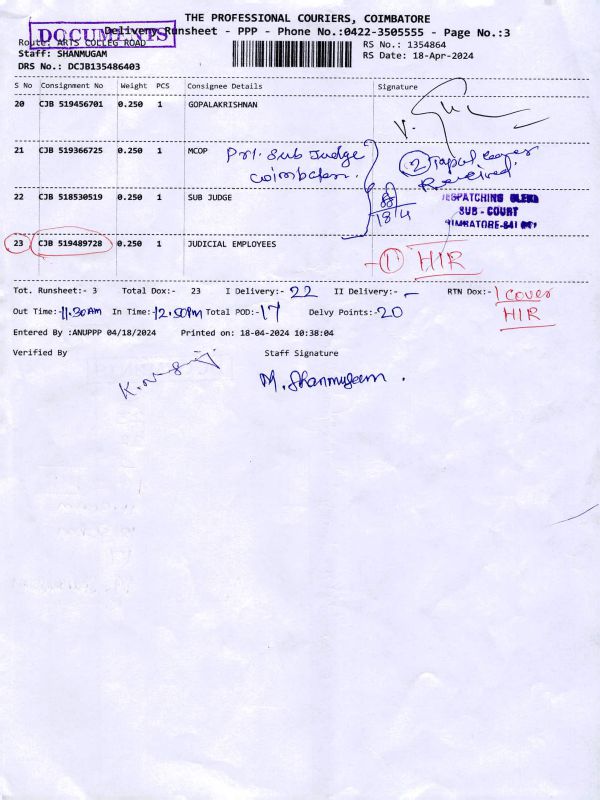 THE PROFESSIONAL COURIERS, COIMBATORE
DOCUMENTS
Delivery Runsheet - PPP - Phone No.:0422-3505555 - Page No.:3
Route: ARTS COLLEG ROAD
RS No.: 1354864
Staff: SHANMUGAM
RS Date: 18-Apr-2024
DRS No.: DCJB135486403
S No Consignment No Weight PCS Consignee Details Signature
20 CJB 519456701 0.250 1 GOPALAKRISHNAN
21 CJB 519366725 0.250 1 MCOP Prl. Sub Judge
Coimbatore.
2 Tapal covers
Received.
22 CJB 518530519 0.250 1 SUB JUDGE
18/4
DESPATCHING CLERK
SUB - COURT
23 CJB 519489728 0.250 1 JUDICIAL EMPLOYEES
- 1 HIR
Tot. Runsheet:- 3 Total Dox:- 23 I Delivery:- 22 II Delivery:- - RTN Dox:- 1 cover
HIR
Out Time:- 11.30AM In Time:- 12.50PM Total POD:- 17 Delvy Points:- 20
Entered By :ANUPPP 04/18/2024 Printed on: 18-04-2024 10:38:04
Verified By Staff Signature
M. Shanmugam .